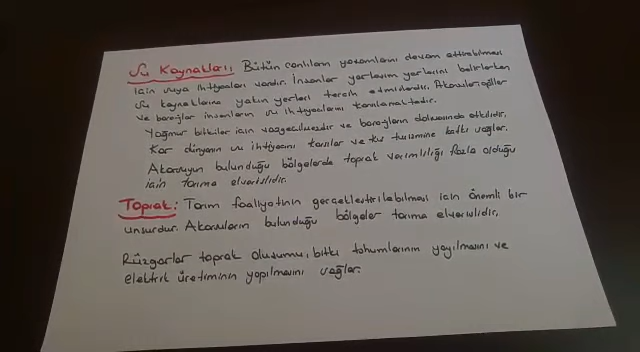 Su Kaynakları: Bütün canlıların yaşamlarını devam ettirebilmesi
için suya ihtiyaçları vardır. İnsanlar yerleşim yerlerini belirlerken
su kaynaklarına yakın yerleri tercih etmişlerdir. Akarsular, göller
ve barajlar insanların su ihtiyaçlarını karşılamaktadır.
Yağmur bitkiler için vazgeçilmezdir ve barajların dolmasında etkilidir.
Kar dünyanın su ihtiyacını karşılar ve kış turizmine katkı sağlar.
Akarsuyun bulunduğu bölgelerde toprak verimliliği fazla olduğu
için tarıma elverişlidir.
Toprak: Tarım faaliyetinin gerçekleştirilebilmesi için önemli bir
unsurdur. Akarsuların bulunduğu bölgeler tarıma elverişlidir.
Rüzgarlar toprak oluşumu, bitki tohumlarının yayılmasını ve
elektrik üretiminin yapılmasını sağlar.